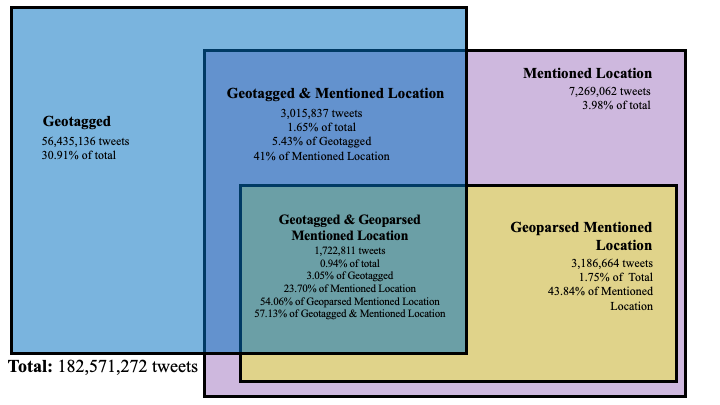 Geotagged
56,435,136 tweets
30.91% of total
Geotagged & Mentioned Location
3,015,837 tweets
1.65% of total
5.43% of Geotagged
41% of Mentioned Location
Mentioned Location
7,269,062 tweets
3.98% of total
Geotagged & Geoparsed
Mentioned Location
1,722,811 tweets
0.94% of total
3.05% of Geotagged
23.70% of Mentioned Location
54.06% of Geoparsed Mentioned Location
57.13% of Geotagged & Mentioned Location
Geoparsed Mentioned
Location
3,186,664 tweets
1.75% of Total
43.84% of Mentioned
Location
Total: 182,571,272 tweets